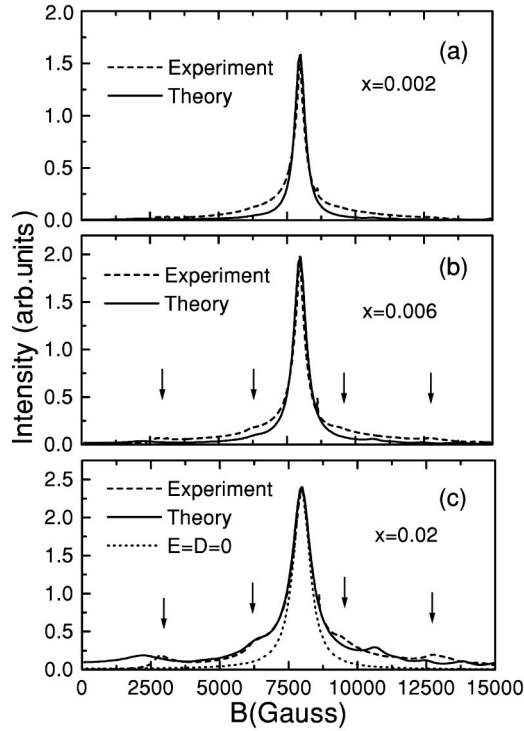 2.0
1.5
1.0
0.5
0.0
Experiment
Theory
(a)
x=0.002
2.0
1.5
1.0
0.5
0.0
Experiment
Theory
(b)
x=0.006
Intensity (arb.units)
2.5
2.0
1.5
1.0
0.5
0.0
Experiment
Theory
E=D=0
(c)
x=0.02
0 2500 5000 7500 10000 12500 15000
B(Gauss)